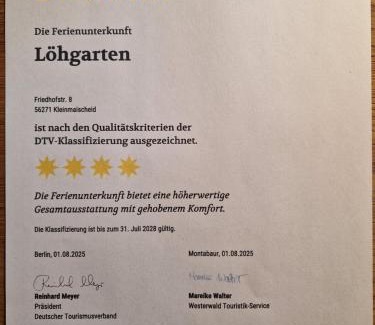 Die Ferienunterkunft
Löhgarten
Friedhofstr. 8
56271 Kleinmaischeid
ist nach den Qualitätskriterien der
DTV-Klassifizierung ausgezeichnet.
Die Ferienunterkunft bietet eine höherwertige
Gesamtausstattung mit gehobenem Komfort.
Die Klassifizierung ist bis zum 31. Juli 2028 gültig.
Berlin, 01.08.2025
Montabaur, 01.08.2025
Reinhard Meyer
Mareike Walter
Präsident
Westerwald Touristik-Service
Deutscher Tourismusverband